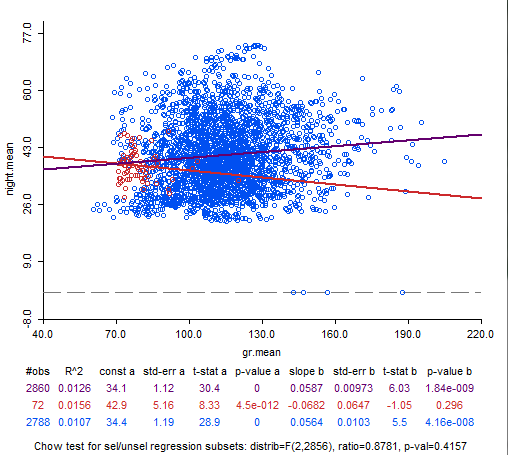 77.0
60.0
43.0
26.0
9.0
-8.0
night.mean
40.0 70.0 100.0 130.0 160.0 190.0 220.0
gr.mean
#obs R^2 const a std-err a t-stat a p-value a slope b std-err b t-stat b p-value b
2860 0.0126 34.1 1.12 30.4 0 0.0587 0.00973 6.03 1.84e-009
72 0.0156 42.9 5.16 8.33 4.5e-012 -0.0682 0.0647 -1.05 0.296
2788 0.0107 34.4 1.19 28.9 0 0.0564 0.0103 5.5 4.16e-008
Chow test for sel/unsel regression subsets: distrib=F(2,2856), ratio=0.8781, p-val=0.4157